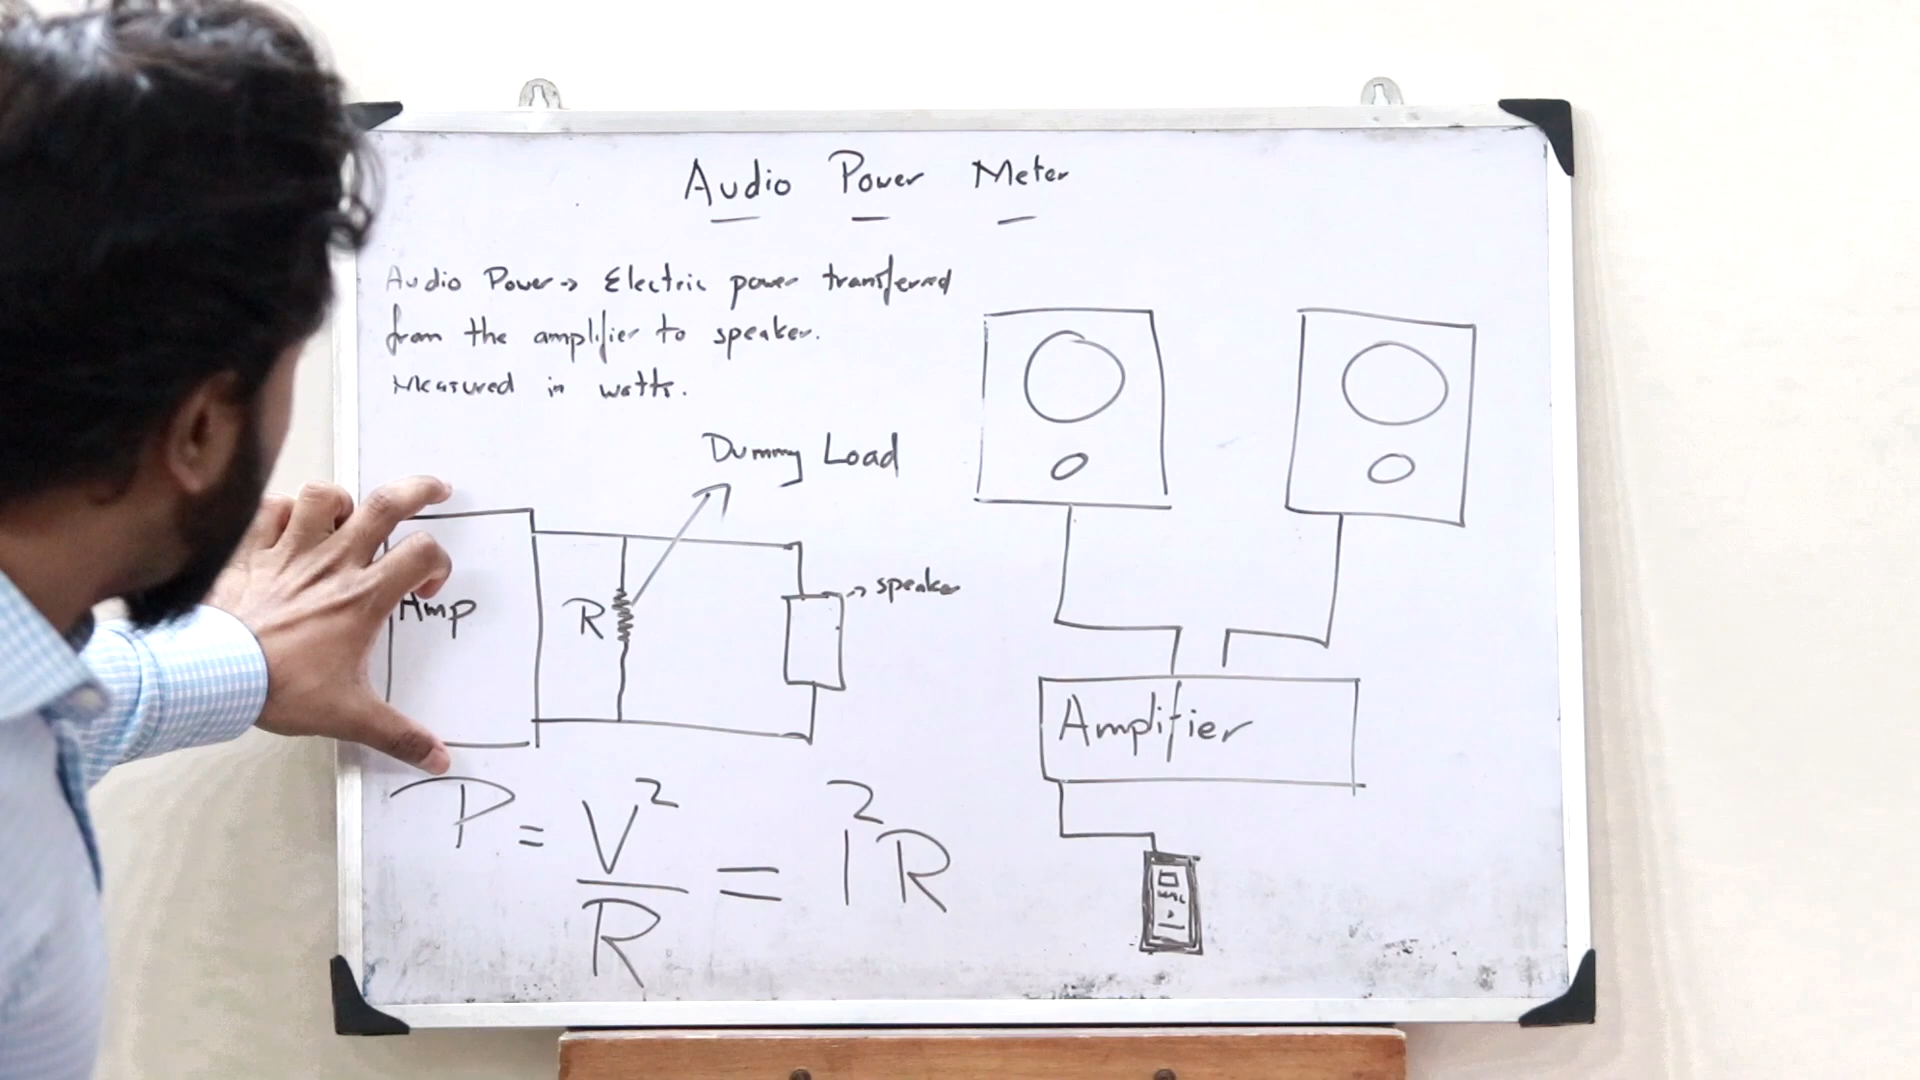 Audio Power Meter
Audio Power → Electric power transferred
from the amplifier to speaker.
Measured in watts.
Dummy Load
Amp
R
→ speaker
P = V² / R = I²R
Amplifier